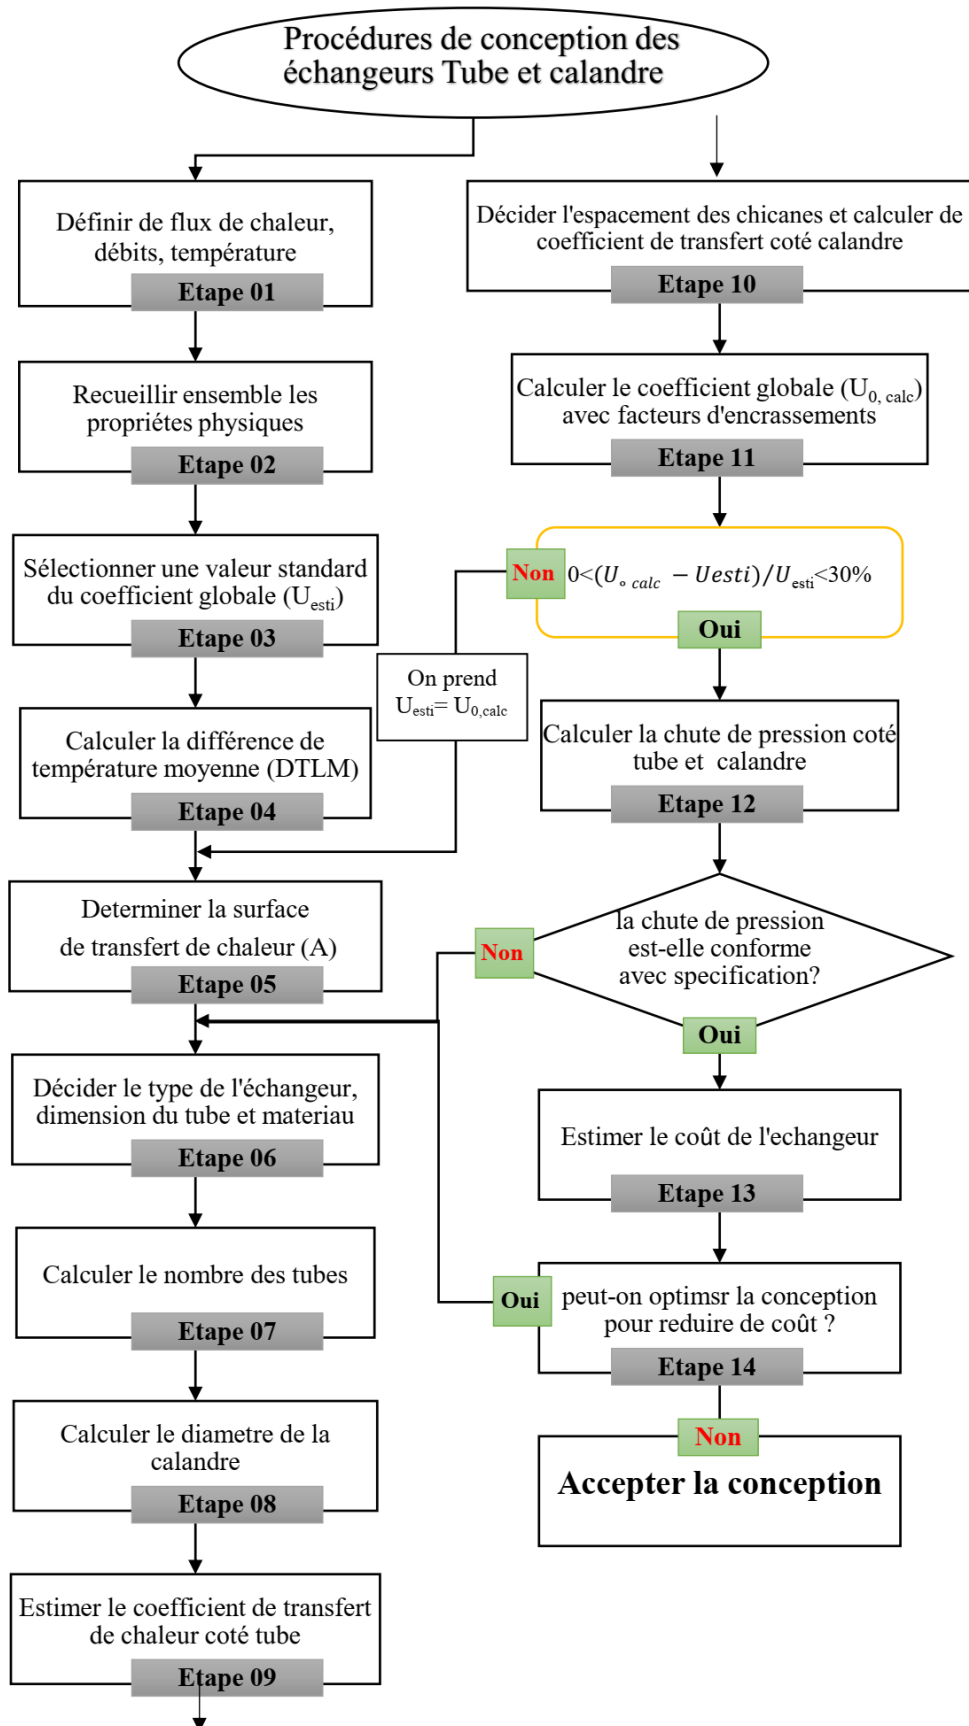 Procédures de conception des
échangeurs Tube et calandre
Définir de flux de chaleur,
débits, température
Etape 01
Recueillir ensemble les
propriétes physiques
Etape 02
Sélectionner une valeur standard
du coefficient globale (U_esti)
Etape 03
Calculer la différence de
température moyenne (DTLM)
Etape 04
Determiner la surface
de transfert de chaleur (A)
Etape 05
Décider le type de l'échangeur,
dimension du tube et materiau
Etape 06
Calculer le nombre des tubes
Etape 07
Calculer le diametre de la
calandre
Etape 08
Estimer le coefficient de transfert
de chaleur coté tube
Etape 09
Décider l'espacement des chicanes et calculer de
coefficient de transfert coté calandre
Etape 10
Calculer le coefficient globale (U_0, calc)
avec facteurs d'encrassements
Etape 11
Non
0<(U_∘ calc − Uesti)/U_esti<30%
Oui
On prend
U_esti= U_0,calc
Calculer la chute de pression coté
tube et calandre
Etape 12
la chute de pression
est-elle conforme
avec specification?
Non
Oui
Estimer le coût de l'echangeur
Etape 13
Oui
peut-on optimsr la conception
pour reduire de coût ?
Etape 14
Non
Accepter la conception